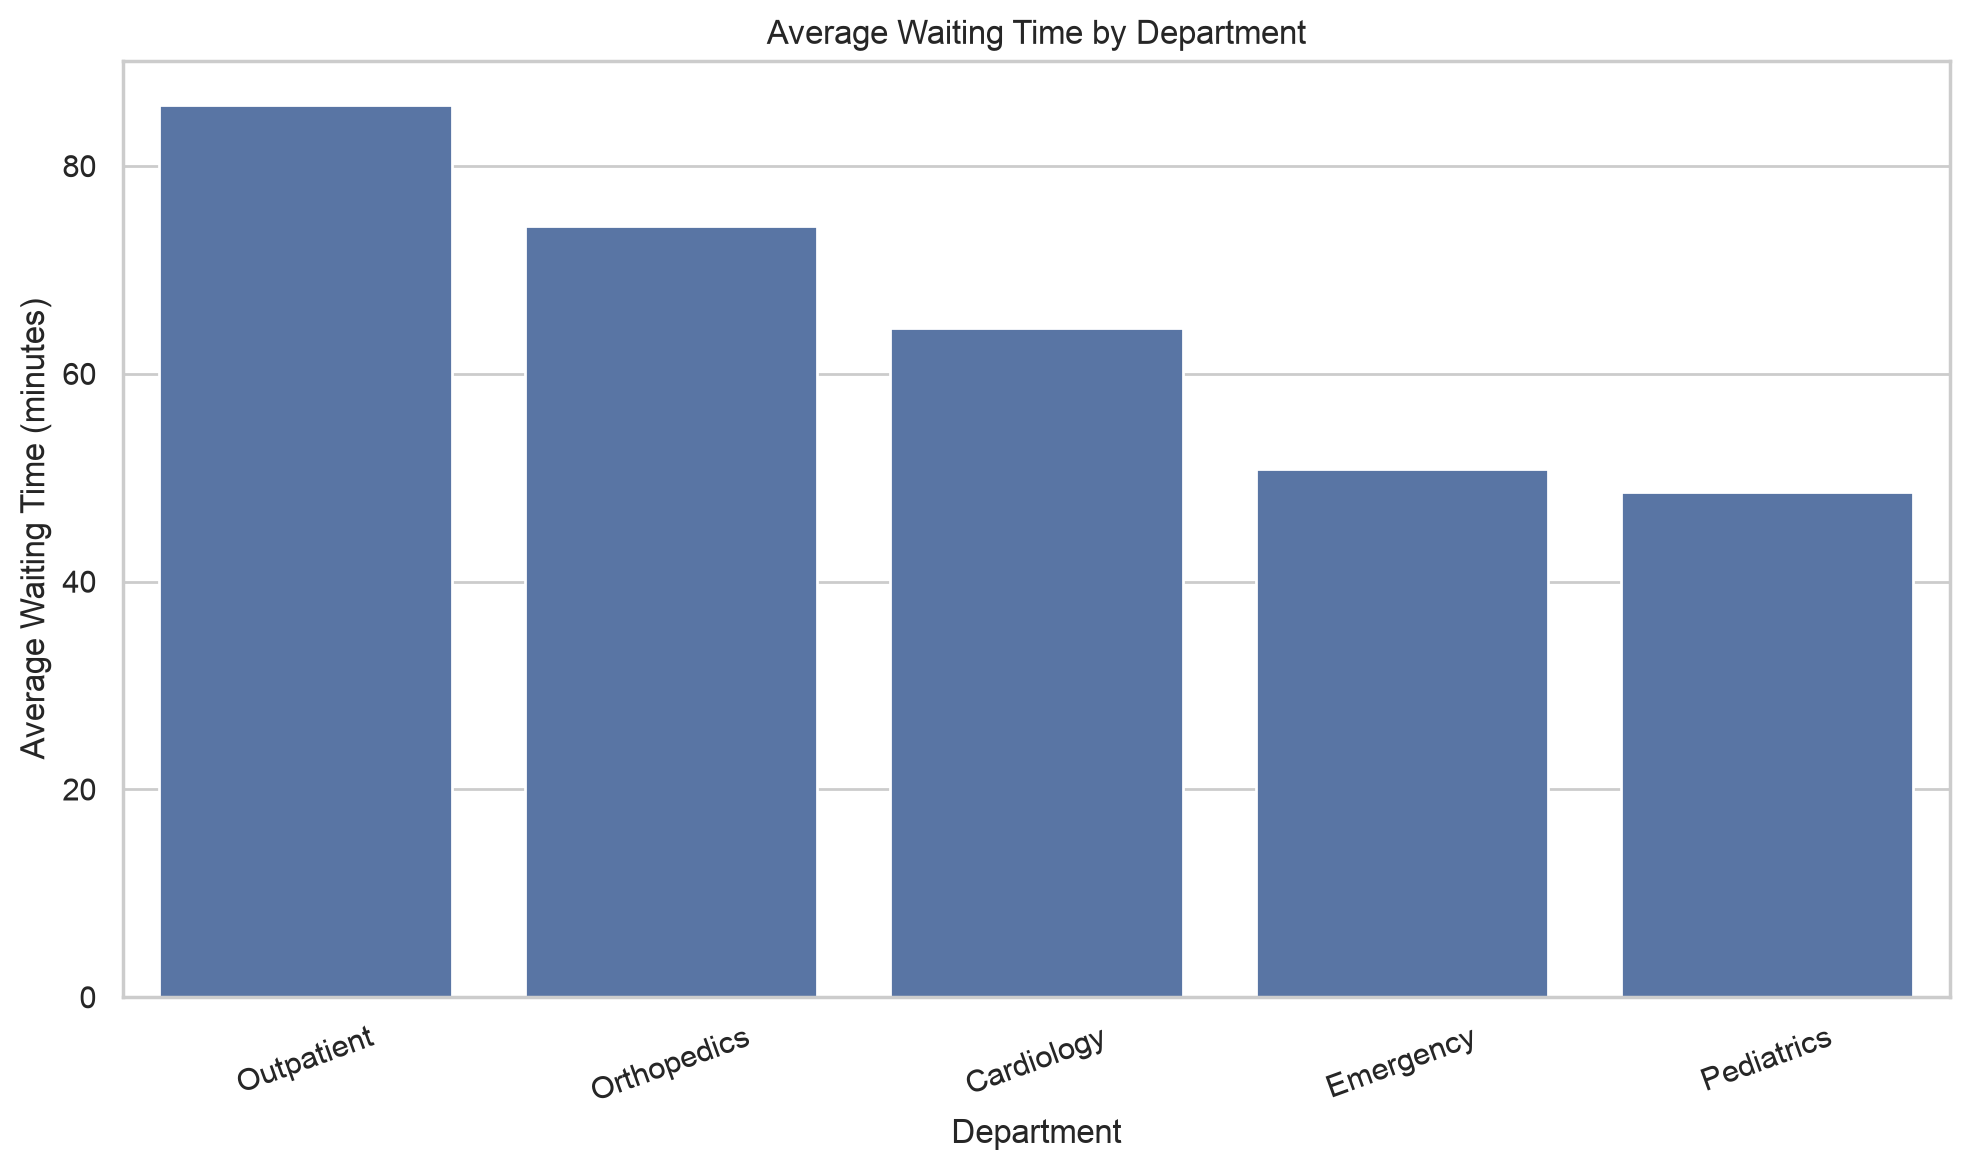 Average Waiting Time by Department
Average Waiting Time (minutes)
80
60
40
20
0
Outpatient
Orthopedics
Cardiology
Emergency
Pediatrics
Department